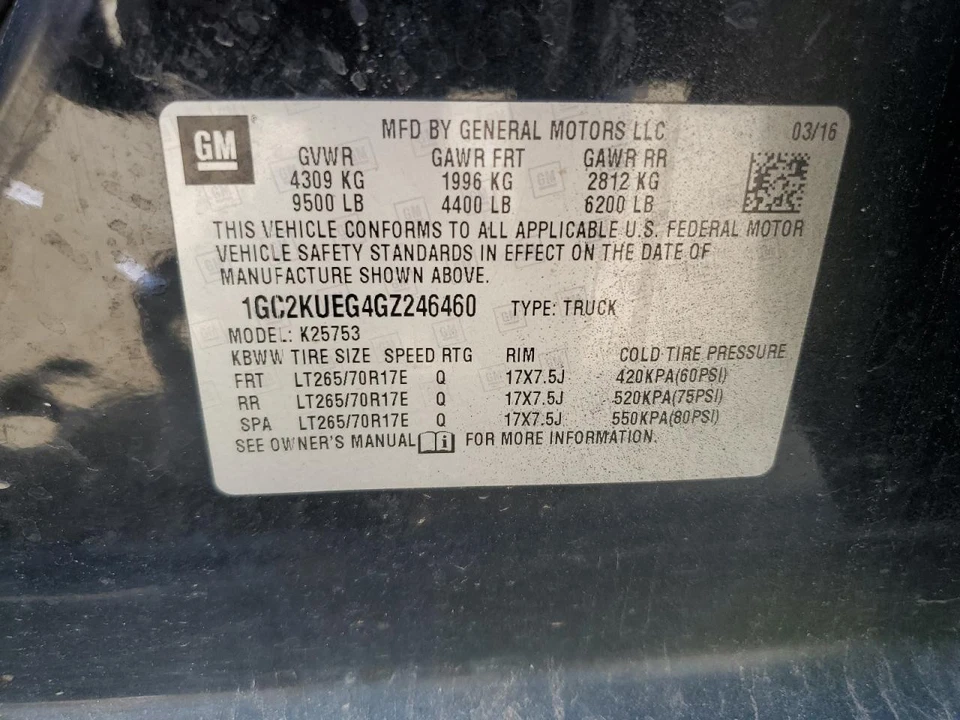 GM
MFD BY GENERAL MOTORS LLC 03/16
GVWR GAWR FRT GAWR RR
4309 KG 1996 KG 2812 KG
9500 LB 4400 LB 6200 LB
THIS VEHICLE CONFORMS TO ALL APPLICABLE U.S. FEDERAL MOTOR
VEHICLE SAFETY STANDARDS IN EFFECT ON THE DATE OF
MANUFACTURE SHOWN ABOVE.
1GC2KUEG4GZ246460 TYPE: TRUCK
MODEL: K25753
KBWW TIRE SIZE SPEED RTG RIM COLD TIRE PRESSURE
FRT LT265/70R17E Q 17X7.5J 420KPA(60PSI)
RR LT265/70R17E Q 17X7.5J 520KPA(75PSI)
SPA LT265/70R17E Q 17X7.5J 550KPA(80PSI)
SEE OWNER'S MANUAL i FOR MORE INFORMATION.